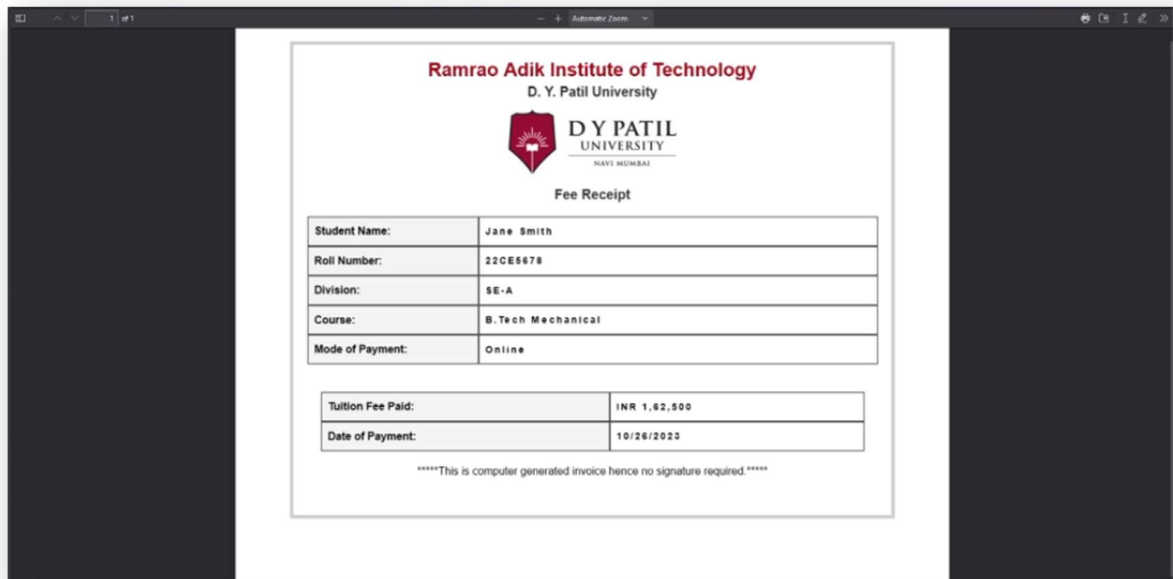 1 of 1 Automatic Zoom
Ramrao Adik Institute of Technology
D. Y. Patil University
D Y PATIL
UNIVERSITY
NAVI MUMBAI
Fee Receipt
Student Name: Jane Smith
Roll Number: 22CE5678
Division: SE-A
Course: B.Tech Mechanical
Mode of Payment: Online
Tuition Fee Paid: INR 1,62,500
Date of Payment: 10/26/2023
*****This is computer generated invoice hence no signature required.*****